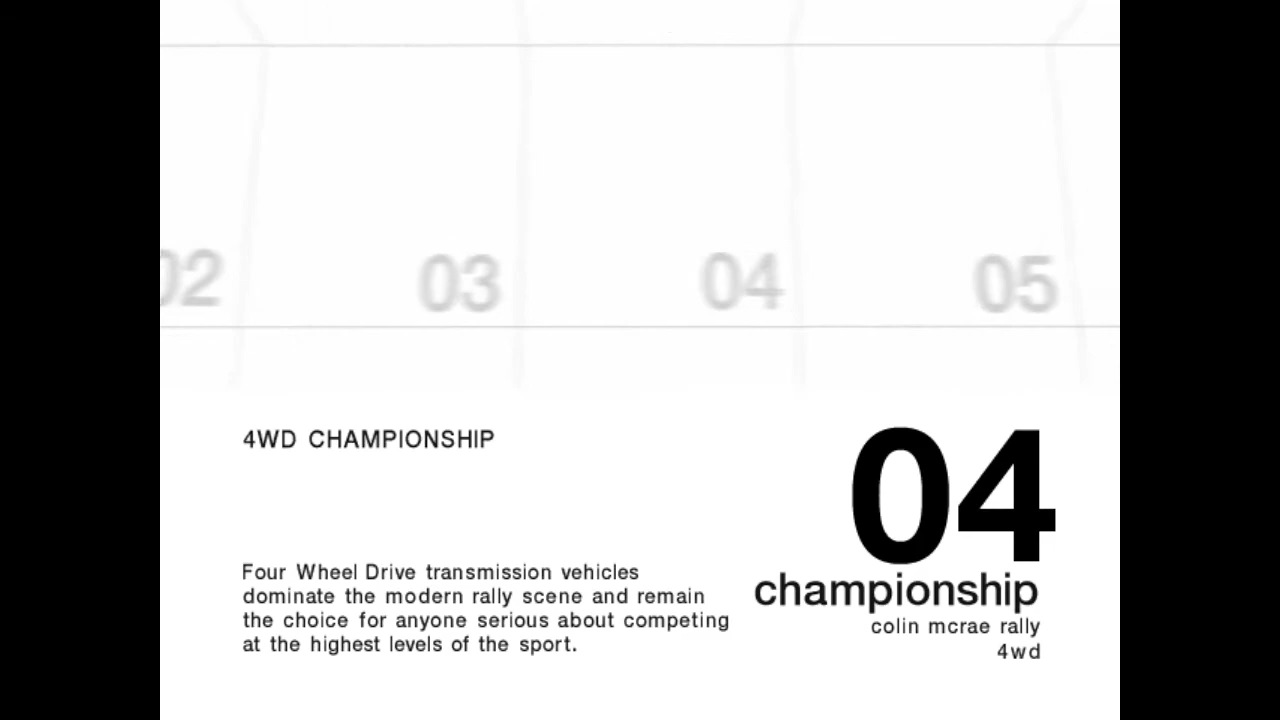 02 03 04 05
4WD CHAMPIONSHIP
04
championship
colin mcrae rally
4wd
Four Wheel Drive transmission vehicles
dominate the modern rally scene and remain
the choice for anyone serious about competing
at the highest levels of the sport.